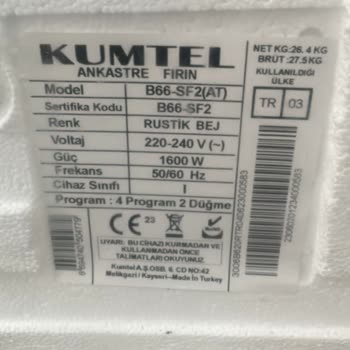 KUMTEL
ANKASTRE FIRIN
Model B66-SF2(AT)
Sertifika Kodu B66-SF2
Renk RUSTİK BEJ
Voltaj 220-240 V (~)
Güç 1600 W
Frekans 50/60 Hz
Cihaz Sınıfı I
Program : 4 Program 2 Düğme
NET KG:26.4 KG
BRÜT:27.5 KG
KULLANILDIĞI
ÜLKE
TR 03
CE 23
UYARI: BU CİHAZI KURMADAN VE
KULLANMADAN ÖNCE
TALİMATLARI OKUYUNUZ.
Kumtel A.Ş.OSB. 8. CD NO:42
Melikgazi / Kayseri--Made In Turkey